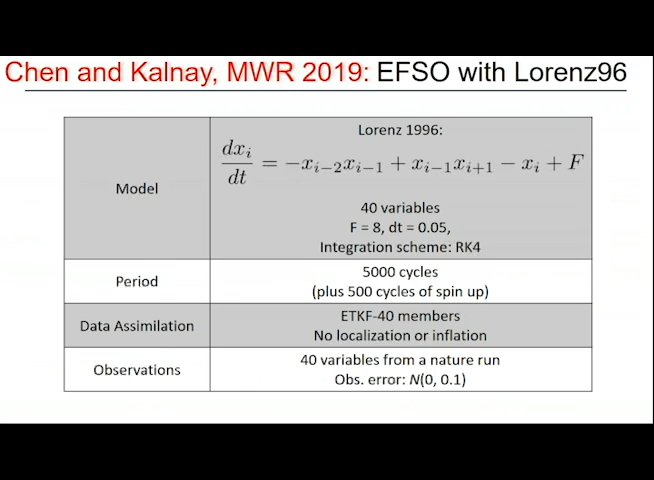 Chen and Kalnay, MWR 2019: EFSO with Lorenz96
Model
Lorenz 1996:
\frac{dx_i}{dt} = -x_{i-2}x_{i-1} + x_{i-1}x_{i+1} - x_i + F
40 variables
F = 8, dt = 0.05,
Integration scheme: RK4
Period
5000 cycles
(plus 500 cycles of spin up)
Data Assimilation
ETKF-40 members
No localization or inflation
Observations
40 variables from a nature run
Obs. error: N(0, 0.1)